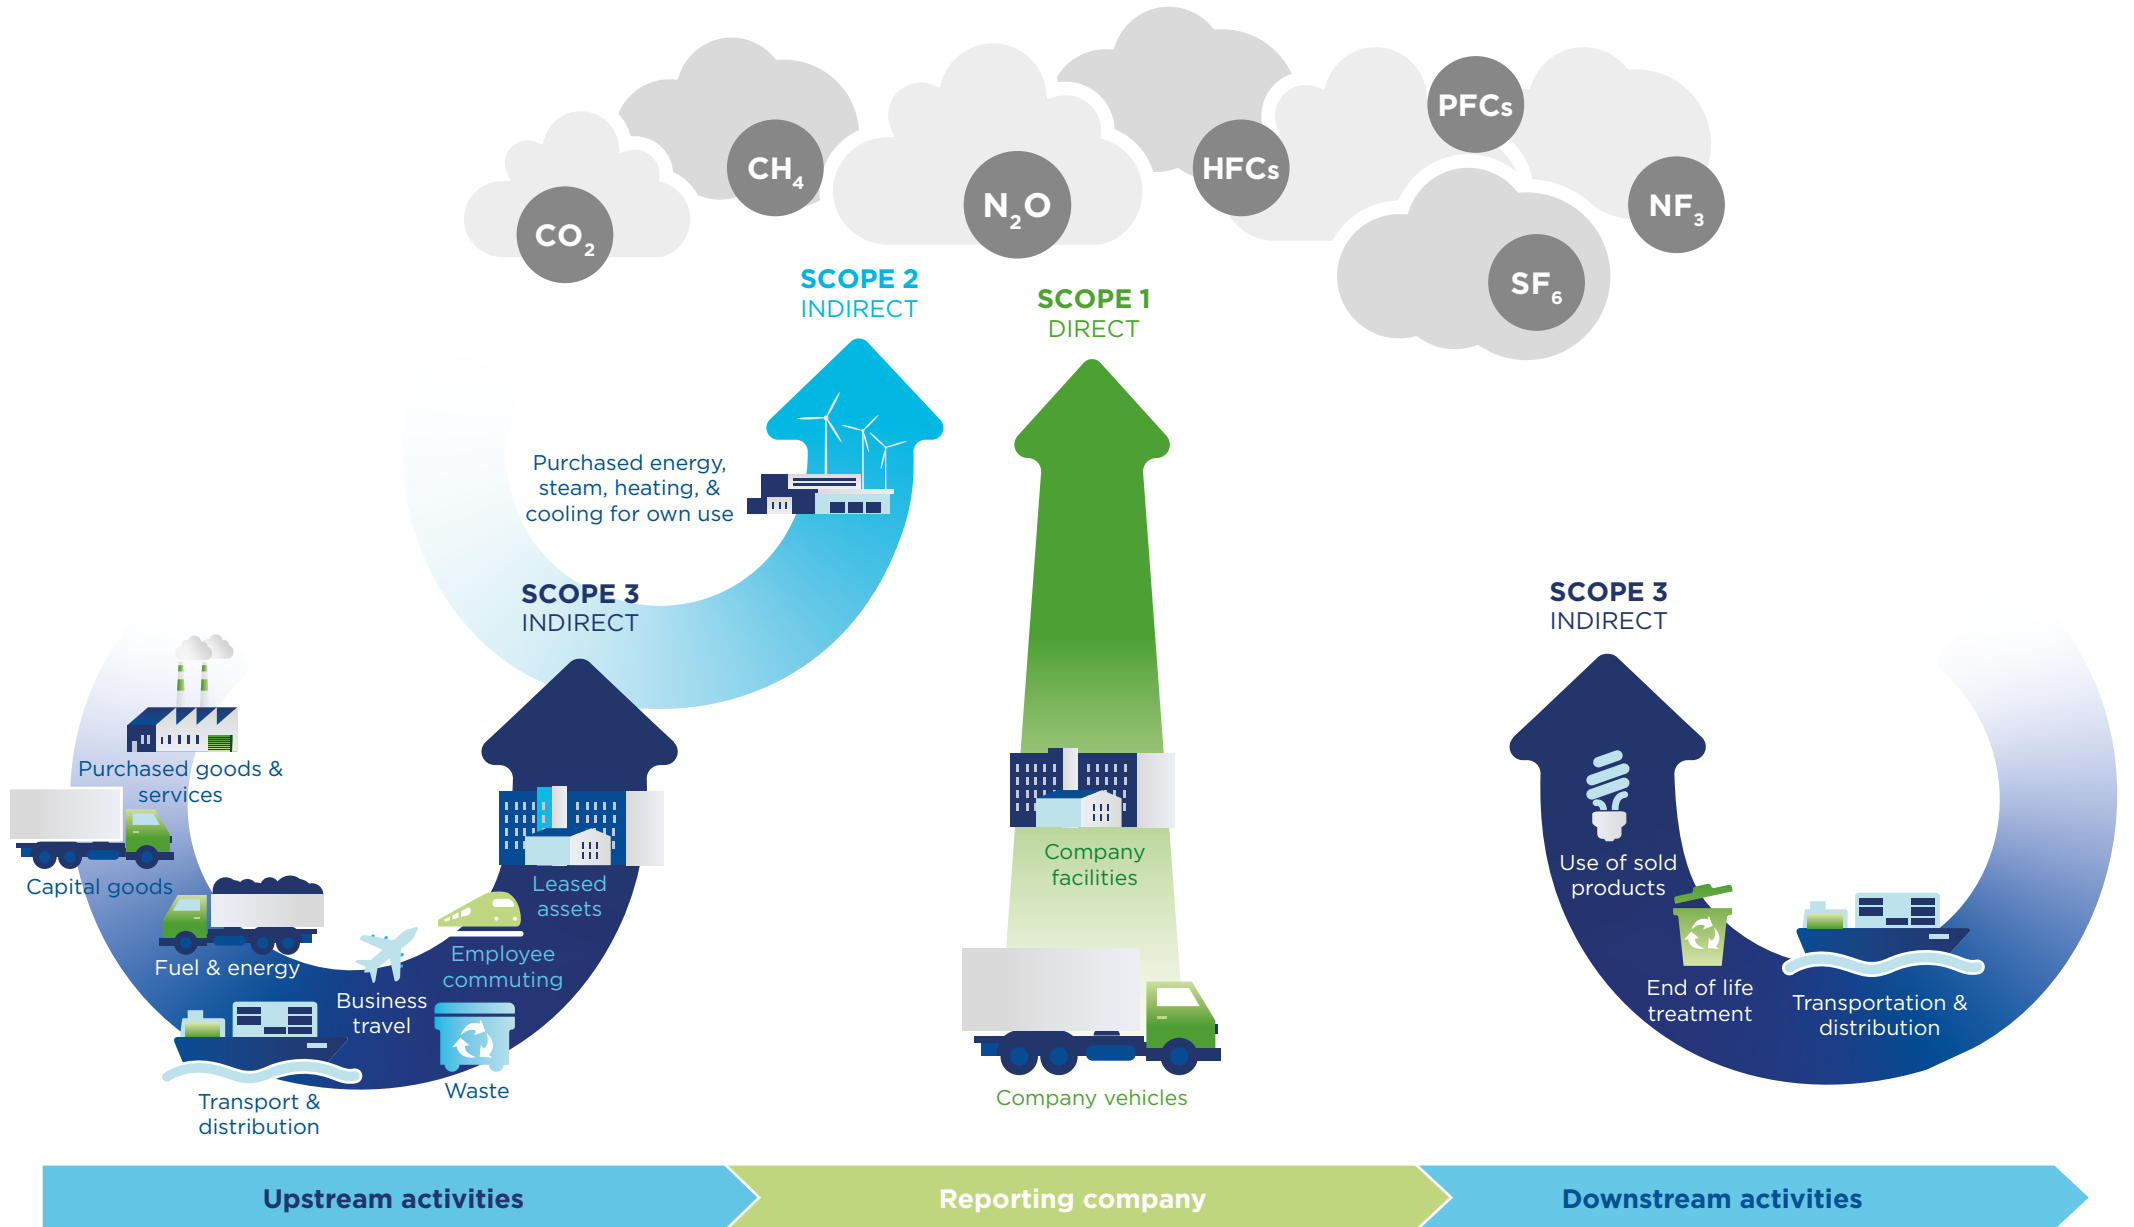 CO2
CH4
N2O
HFCs
PFCs
SF6
NF3
SCOPE 2
INDIRECT
SCOPE 1
DIRECT
Purchased energy,
steam, heating, &
cooling for own use
SCOPE 3
INDIRECT
SCOPE 3
INDIRECT
Purchased goods &
services
Capital goods
Fuel & energy
Transport &
distribution
Business
travel
Waste
Employee
commuting
Leased
assets
Company
facilities
Company vehicles
Use of sold
products
End of life
treatment
Transportation &
distribution
Upstream activities
Reporting company
Downstream activities